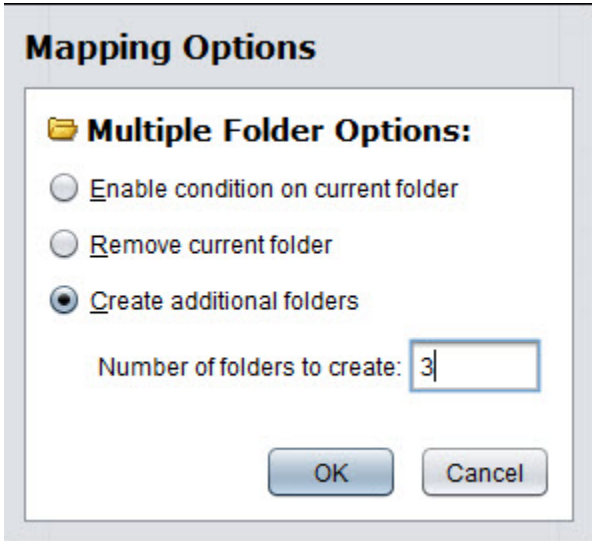 Mapping Options
Multiple Folder Options:
Enable condition on current folder
Remove current folder
Create additional folders
Number of folders to create: 3
OK Cancel